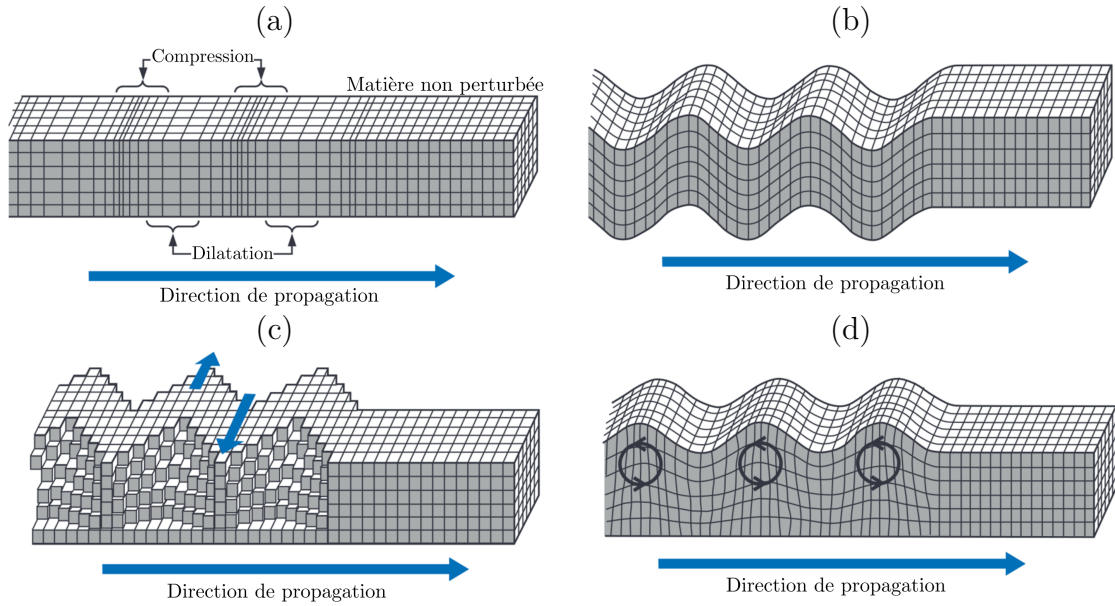 (a)
Compression
Matière non perturbée
Dilatation
Direction de propagation
(b)
Direction de propagation
(c)
Direction de propagation
(d)
Direction de propagation